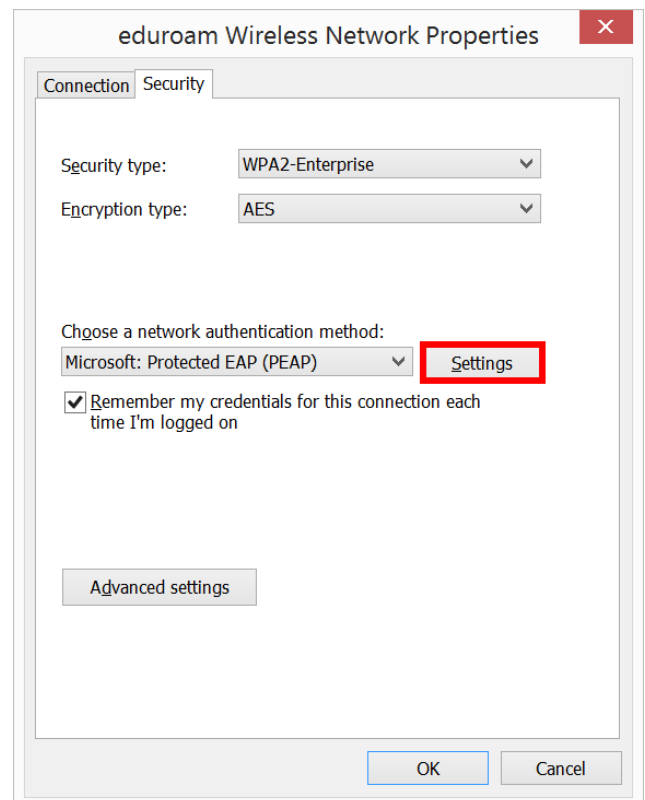 eduroam Wireless Network Properties
Connection Security
Security type: WPA2-Enterprise
Encryption type: AES
Choose a network authentication method:
Microsoft: Protected EAP (PEAP) Settings
Remember my credentials for this connection each
time I'm logged on
Advanced settings
OK Cancel